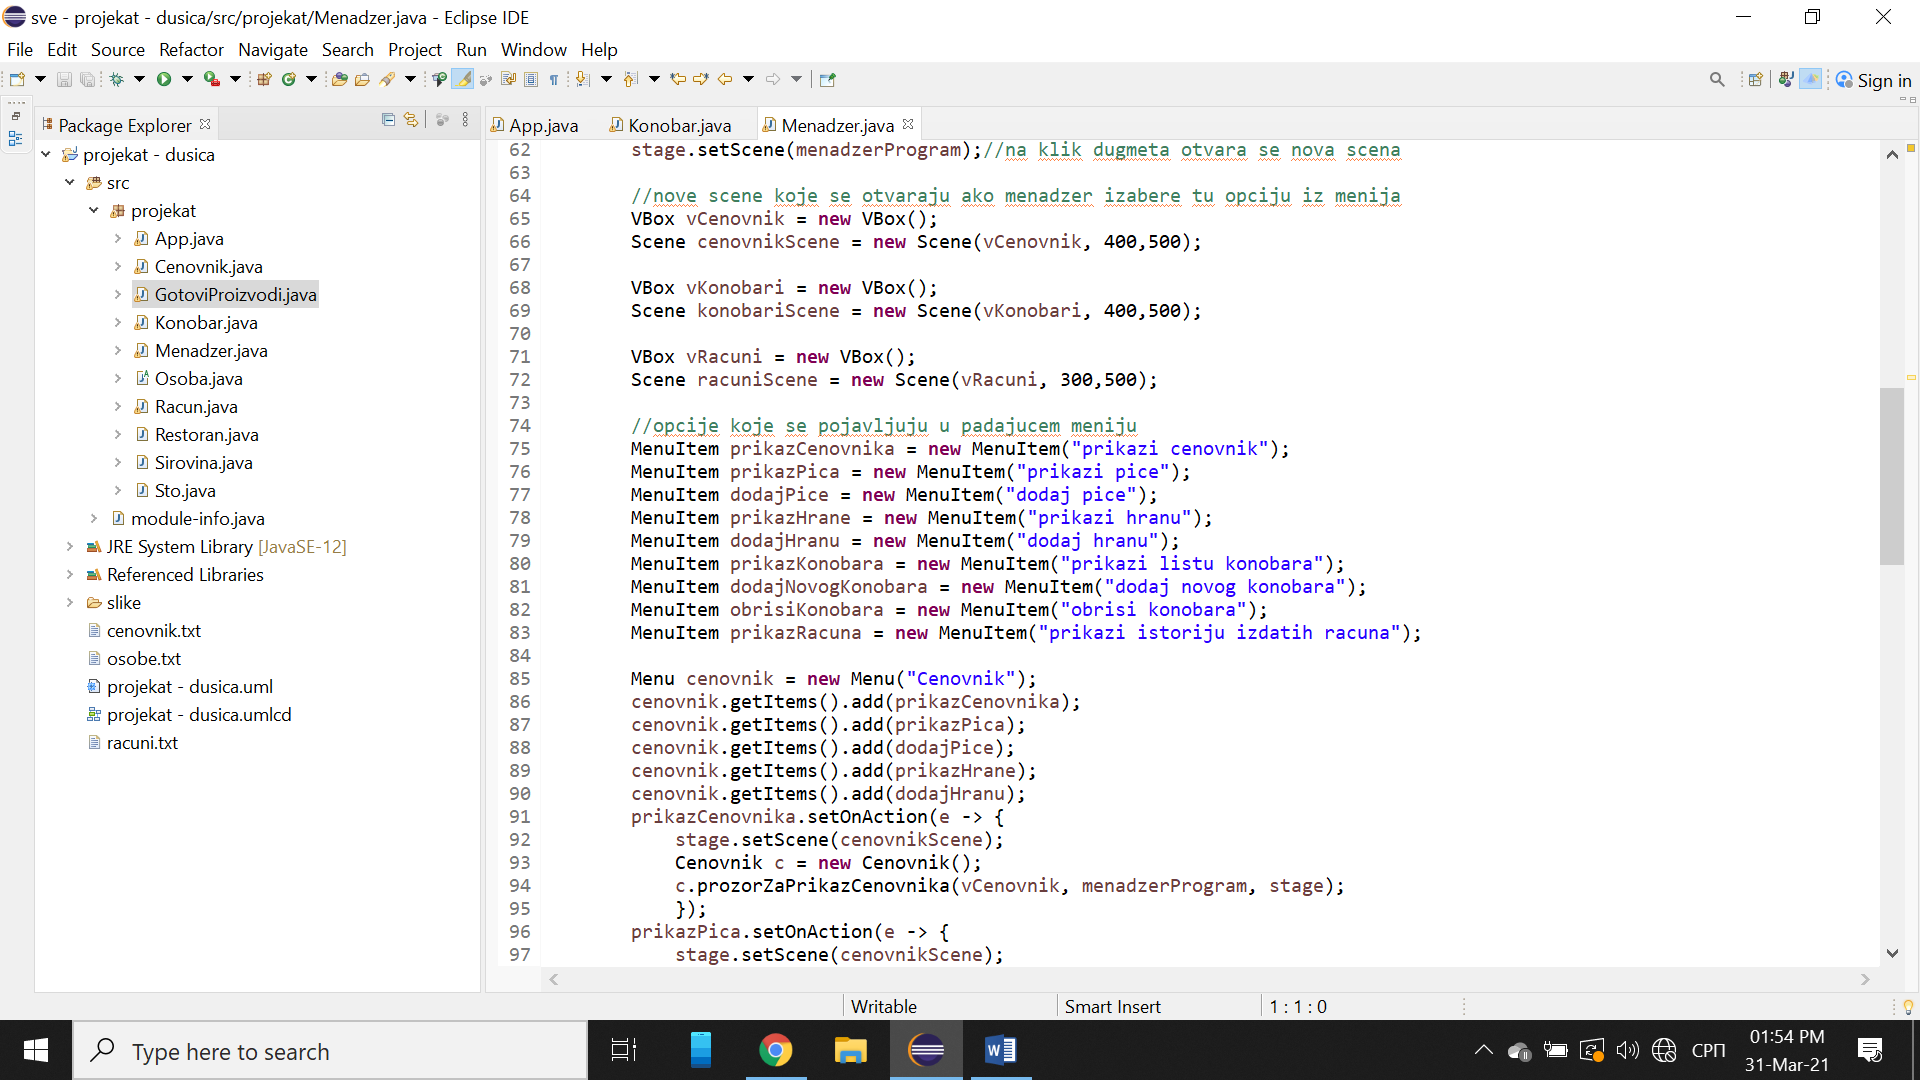 sve - projekat - dusica/src/projekat/Menadzer.java - Eclipse IDE
File Edit Source Refactor Navigate Search Project Run Window Help
Sign in
Package Explorer
App.java Konobar.java Menadzer.java
projekat - dusica
src
projekat
App.java
Cenovnik.java
GotoviProizvodi.java
Konobar.java
Menadzer.java
Osoba.java
Racun.java
Restoran.java
Sirovina.java
Sto.java
module-info.java
JRE System Library [JavaSE-12]
Referenced Libraries
slike
cenovnik.txt
osobe.txt
projekat - dusica.uml
projekat - dusica.umlcd
racuni.txt
62 stage.setScene(menadzerProgram);//na klik dugmeta otvara se nova scena
63
64 //nove scene koje se otvaraju ako menadzer izabere tu opciju iz menija
65 VBox vCenovnik = new VBox();
66 Scene cenovnikScene = new Scene(vCenovnik, 400,500);
67
68 VBox vKonobari = new VBox();
69 Scene konobariScene = new Scene(vKonobari, 400,500);
70
71 VBox vRacuni = new VBox();
72 Scene racuniScene = new Scene(vRacuni, 300,500);
73
74 //opcije koje se pojavljuju u padajucem meniju
75 MenuItem prikazCenovnika = new MenuItem("prikazi cenovnik");
76 MenuItem prikazPica = new MenuItem("prikazi pice");
77 MenuItem dodajPice = new MenuItem("dodaj pice");
78 MenuItem prikazHrane = new MenuItem("prikazi hranu");
79 MenuItem dodajHranu = new MenuItem("dodaj hranu");
80 MenuItem prikazKonobara = new MenuItem("prikazi listu konobara");
81 MenuItem dodajNovogKonobara = new MenuItem("dodaj novog konobara");
82 MenuItem obrisiKonobara = new MenuItem("obrisi konobara");
83 MenuItem prikazRacuna = new MenuItem("prikazi istoriju izdatih racuna");
84
85 Menu cenovnik = new Menu("Cenovnik");
86 cenovnik.getItems().add(prikazCenovnika);
87 cenovnik.getItems().add(prikazPica);
88 cenovnik.getItems().add(dodajPice);
89 cenovnik.getItems().add(prikazHrane);
90 cenovnik.getItems().add(dodajHranu);
91 prikazCenovnika.setOnAction(e -> {
92 stage.setScene(cenovnikScene);
93 Cenovnik c = new Cenovnik();
94 c.prozorZaPrikazCenovnika(vCenovnik, menadzerProgram, stage);
95 });
96 prikazPica.setOnAction(e -> {
97 stage.setScene(cenovnikScene);
Writable Smart Insert 1 : 1 : 0
Type here to search
СРП
01:54 PM
31-Mar-21